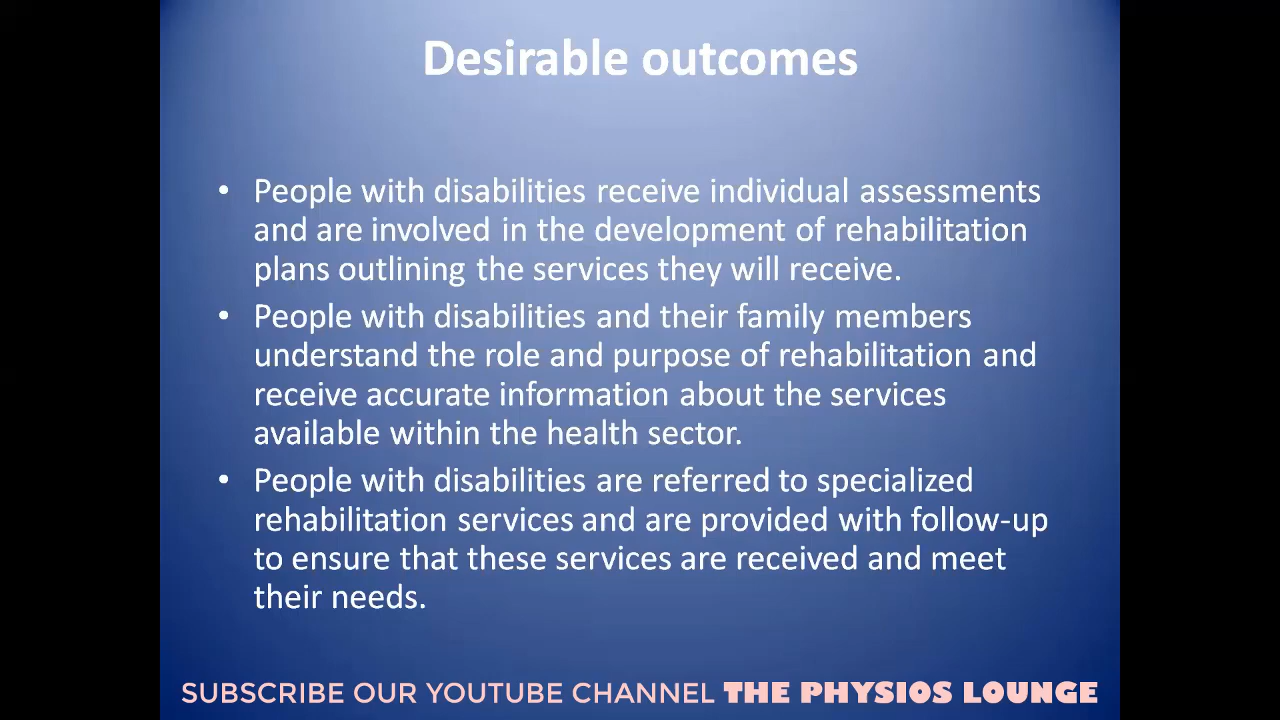 Desirable outcomes
• People with disabilities receive individual assessments
and are involved in the development of rehabilitation
plans outlining the services they will receive.
• People with disabilities and their family members
understand the role and purpose of rehabilitation and
receive accurate information about the services
available within the health sector.
• People with disabilities are referred to specialized
rehabilitation services and are provided with follow-up
to ensure that these services are received and meet
their needs.
SUBSCRIBE OUR YOUTUBE CHANNEL THE PHYSIOS LOUNGE